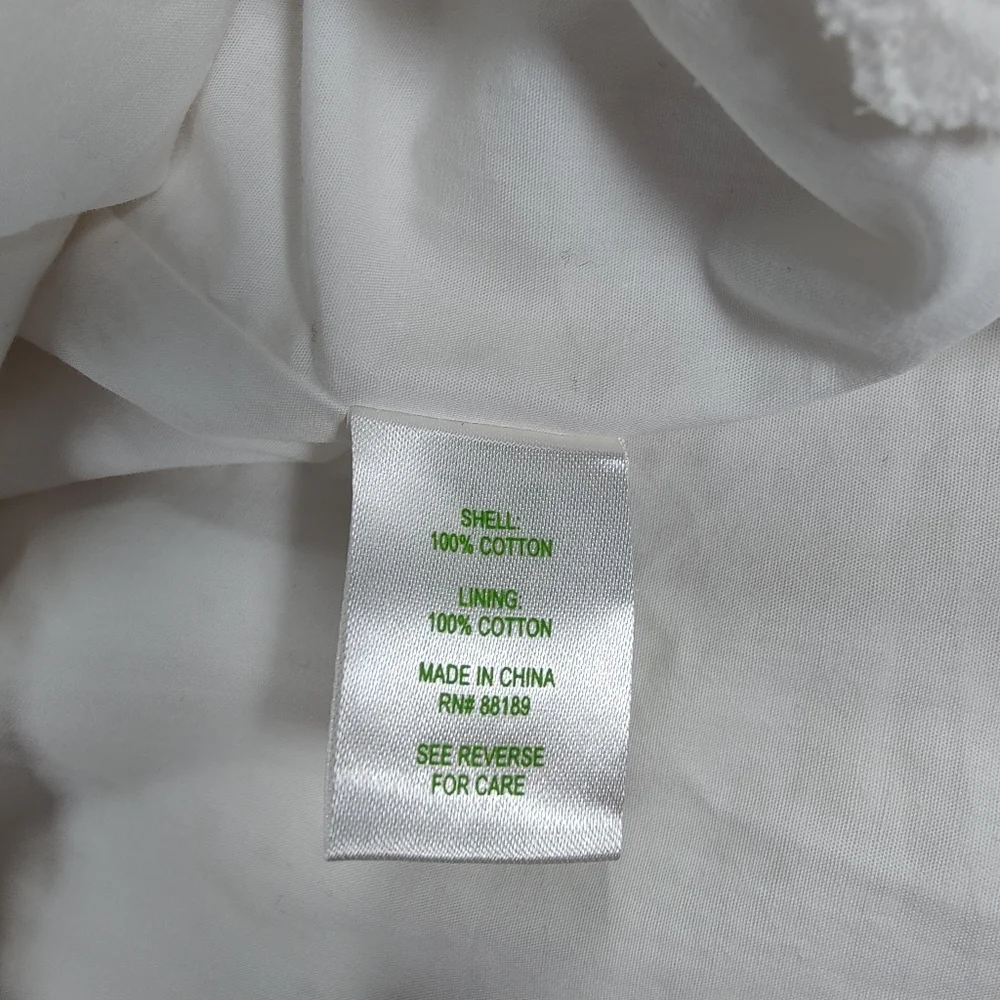 SHELL:
100% COTTON
LINING:
100% COTTON
MADE IN CHINA
RN# 88189
SEE REVERSE
FOR CARE